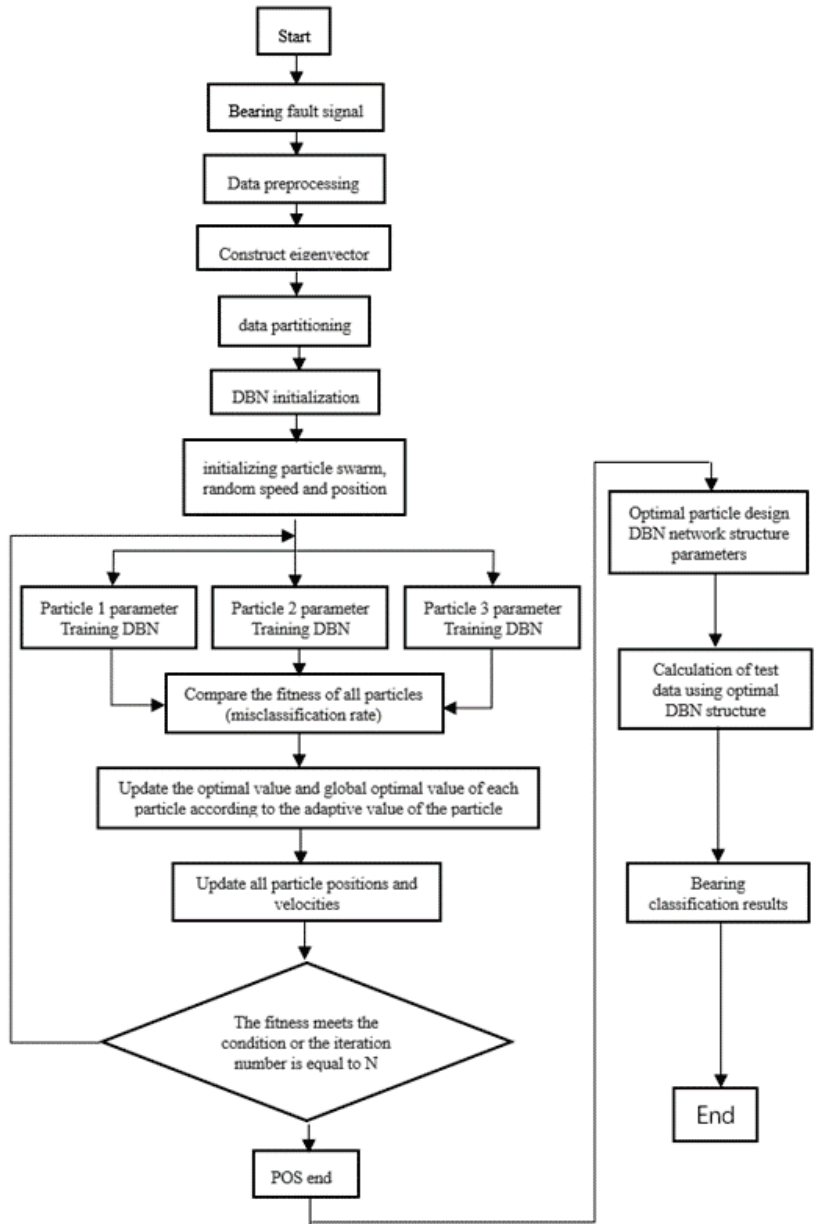 Start
Bearing fault signal
Data preprocessing
Construct eigenvector
data partitioning
DBN initialization
initializing particle swarm,
random speed and position
Particle 1 parameter
Training DBN
Particle 2 parameter
Training DBN
Particle 3 parameter
Training DBN
Compare the fitness of all particles
(misclassification rate)
Update the optimal value and global optimal value of each
particle according to the adaptive value of the particle
Update all particle positions and
velocities
The fitness meets the
condition or the iteration
number is equal to N
POS end
Optimal particle design
DBN network structure
parameters
Calculation of test
data using optimal
DBN structure
Bearing
classification results
End